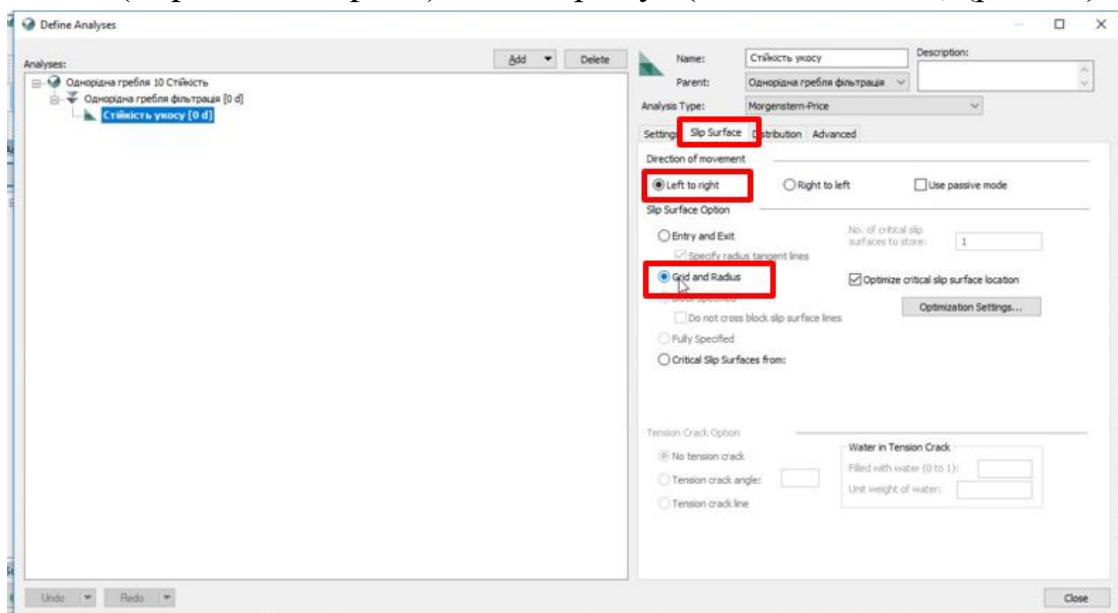 Define Analyses
Analyses:
Add
Delete
Однорідна гребля 10 Стійкість
Однорідна гребля фільтрація [0 d]
Стійкість укосу [0 d]
Name:
Стійкість укосу
Description:
Parent:
Однорідна гребля фільтрація
Analysis Type:
Morgenstern-Price
Settings Slip Surface Distribution Advanced
Direction of movement
Left to right
Right to left
Use passive mode
Slip Surface Option
Entry and Exit
No. of critical slip
surfaces to store:
1
Specify radius tangent lines
Grid and Radius
Optimize critical slip surface location
Block Specified
Optimization Settings...
Do not cross block slip surface lines
Fully Specified
Critical Slip Surfaces from:
Tension Crack Option
No tension crack
Water in Tension Crack
Filled with water (0 to 1):
Tension crack angle:
Unit weight of water:
Tension crack line
Undo
Redo
Close